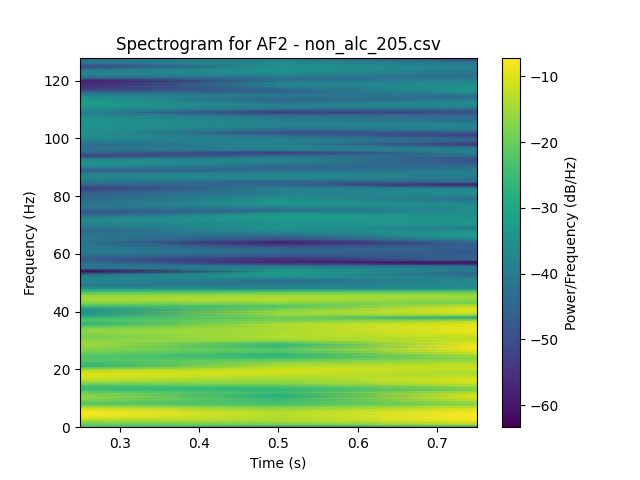 Spectrogram for AF2 - non_alc_205.csv
120
100
80
60
40
20
0
Frequency (Hz)
0.3 0.4 0.5 0.6 0.7
Time (s)
−10
−20
−30
−40
−50
−60
Power/Frequency (dB/Hz)